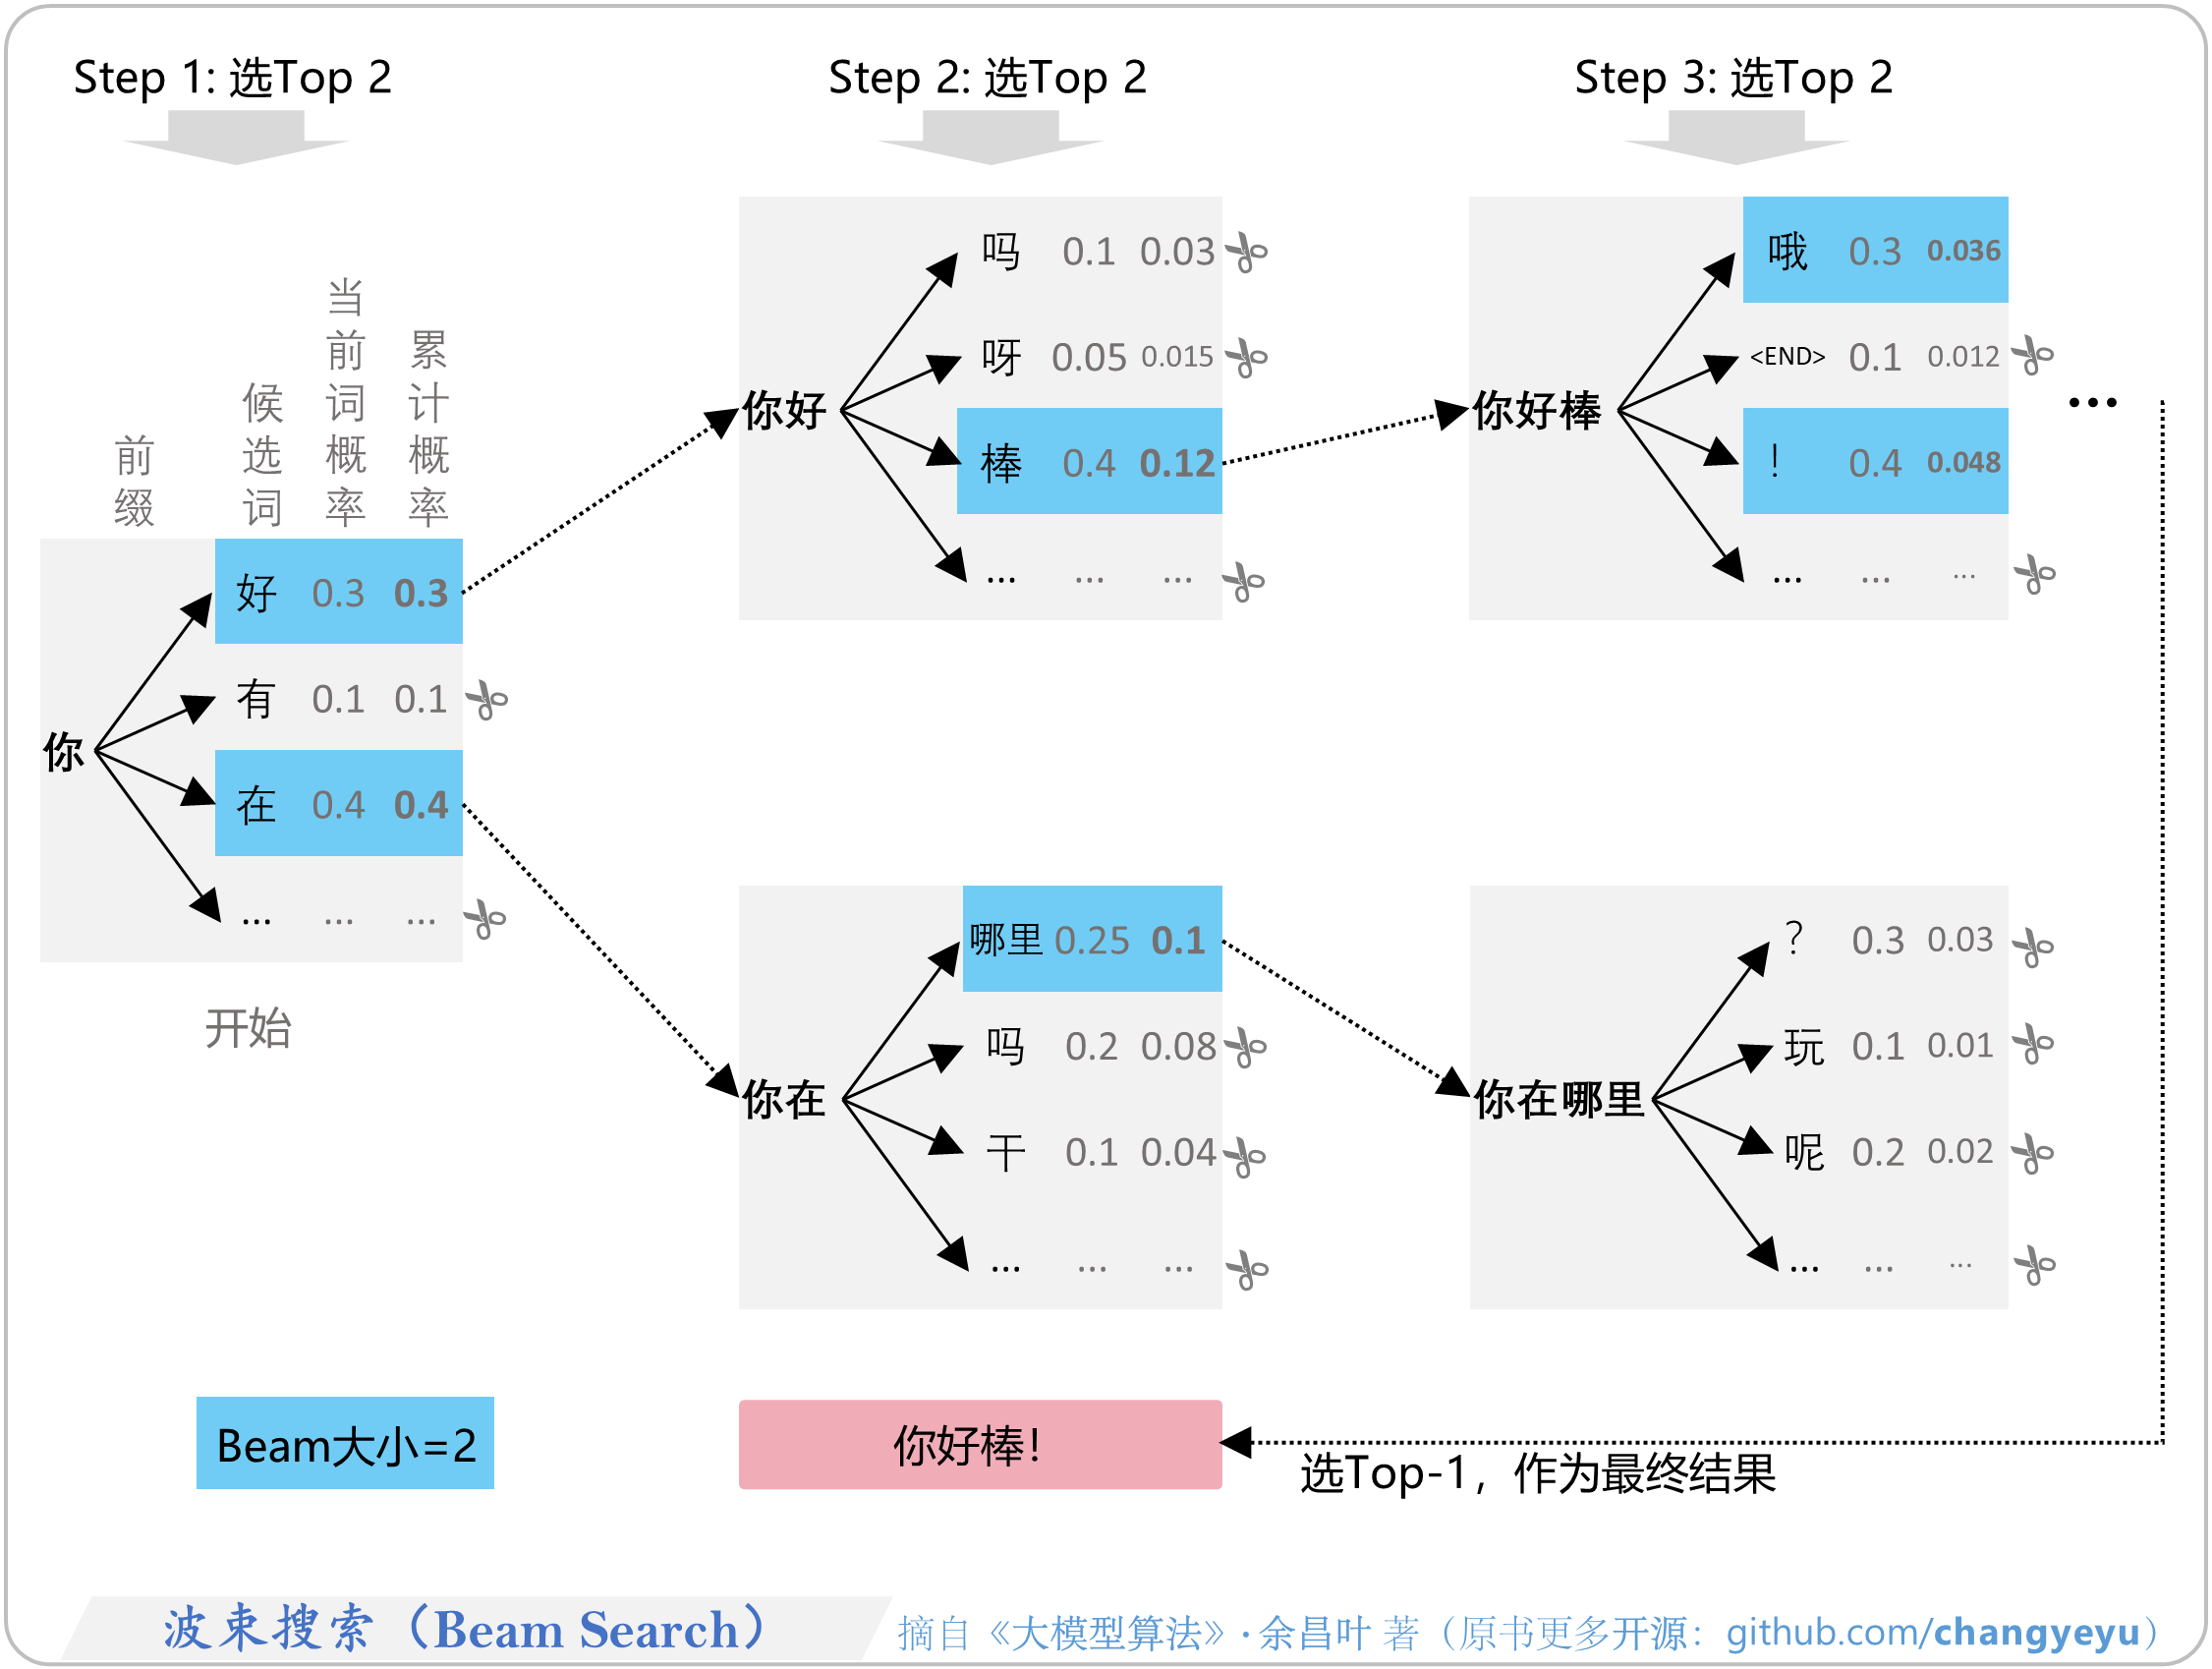 Step 1: 选Top 2
Step 2: 选Top 2
Step 3: 选Top 2
前缀
候选词
当前词概率
累计概率
你
好 0.3 0.3
有 0.1 0.1
在 0.4 0.4
... ... ...
开始
你好
吗 0.1 0.03
呀 0.05 0.015
棒 0.4 0.12
... ... ...
你好棒
哦 0.3 0.036
<END> 0.1 0.012
! 0.4 0.048
... ... ...
...
你在
哪里 0.25 0.1
吗 0.2 0.08
干 0.1 0.04
... ... ...
你在哪里
? 0.3 0.03
玩 0.1 0.01
呢 0.2 0.02
... ... ...
Beam大小=2
你好棒!
选Top-1，作为最终结果
波束搜索（Beam Search）
摘自《大模型算法》·余昌叶 著（原书更多开源：github.com/changyeyu）